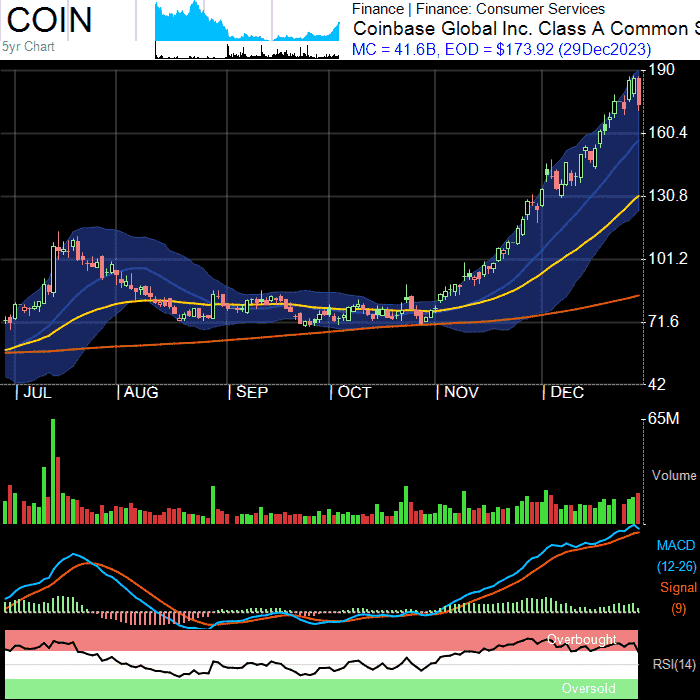 COIN
5yr Chart
Finance | Finance: Consumer Services
Coinbase Global Inc. Class A Common S
MC = 41.6B, EOD = $173.92 (29Dec2023)
190
160.4
130.8
101.2
71.6
42
| JUL | AUG | SEP | OCT | NOV | DEC
65M
Volume
MACD
(12-26)
Signal
(9)
Overbought
RSI(14)
Oversold